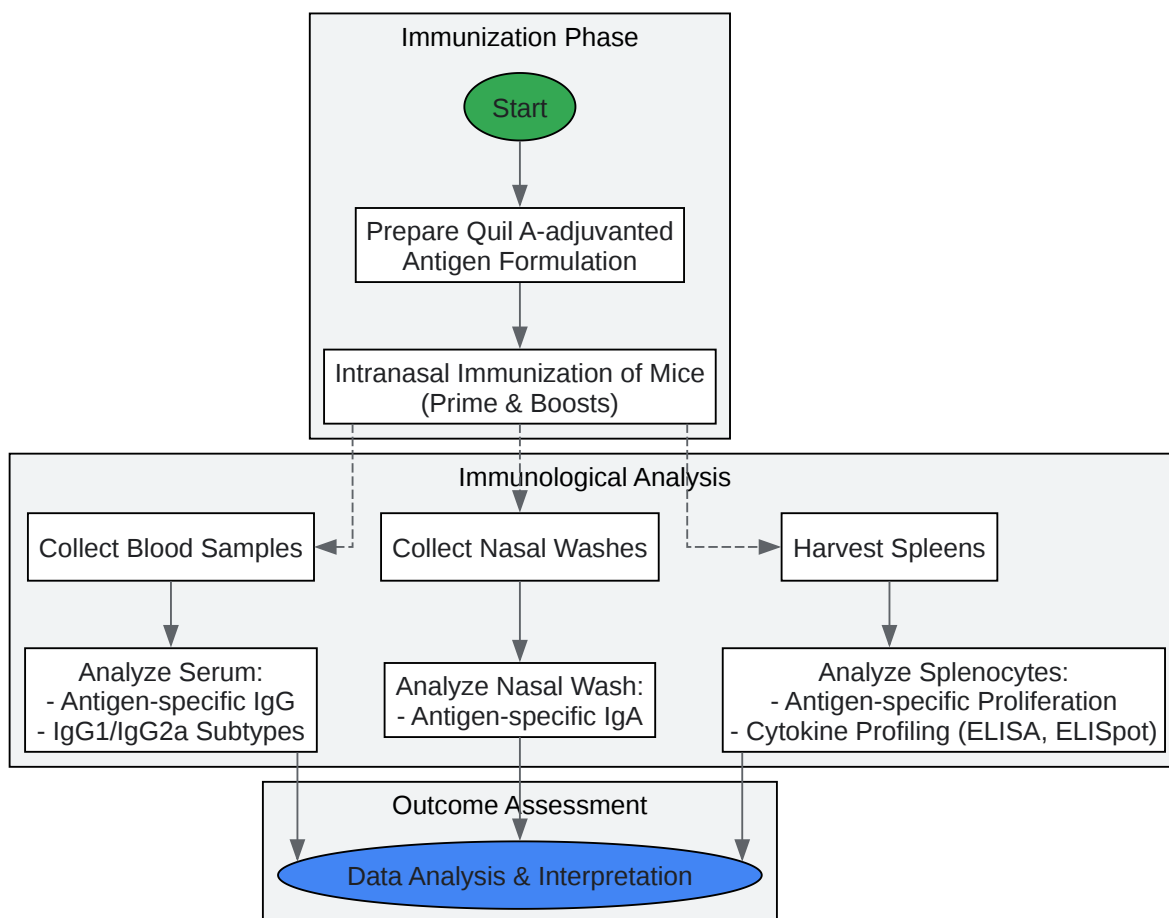 Immunization Phase
Start
Prepare Quil A-adjuvanted
Antigen Formulation
Intranasal Immunization of Mice
(Prime & Boosts)
Immunological Analysis
Collect Blood Samples
Collect Nasal Washes
Harvest Spleens
Analyze Serum:
- Antigen-specific IgG
- IgG1/IgG2a Subtypes
Analyze Nasal Wash:
- Antigen-specific IgA
Analyze Splenocytes:
- Antigen-specific Proliferation
- Cytokine Profiling (ELISA, ELISpot)
Outcome Assessment
Data Analysis & Interpretation